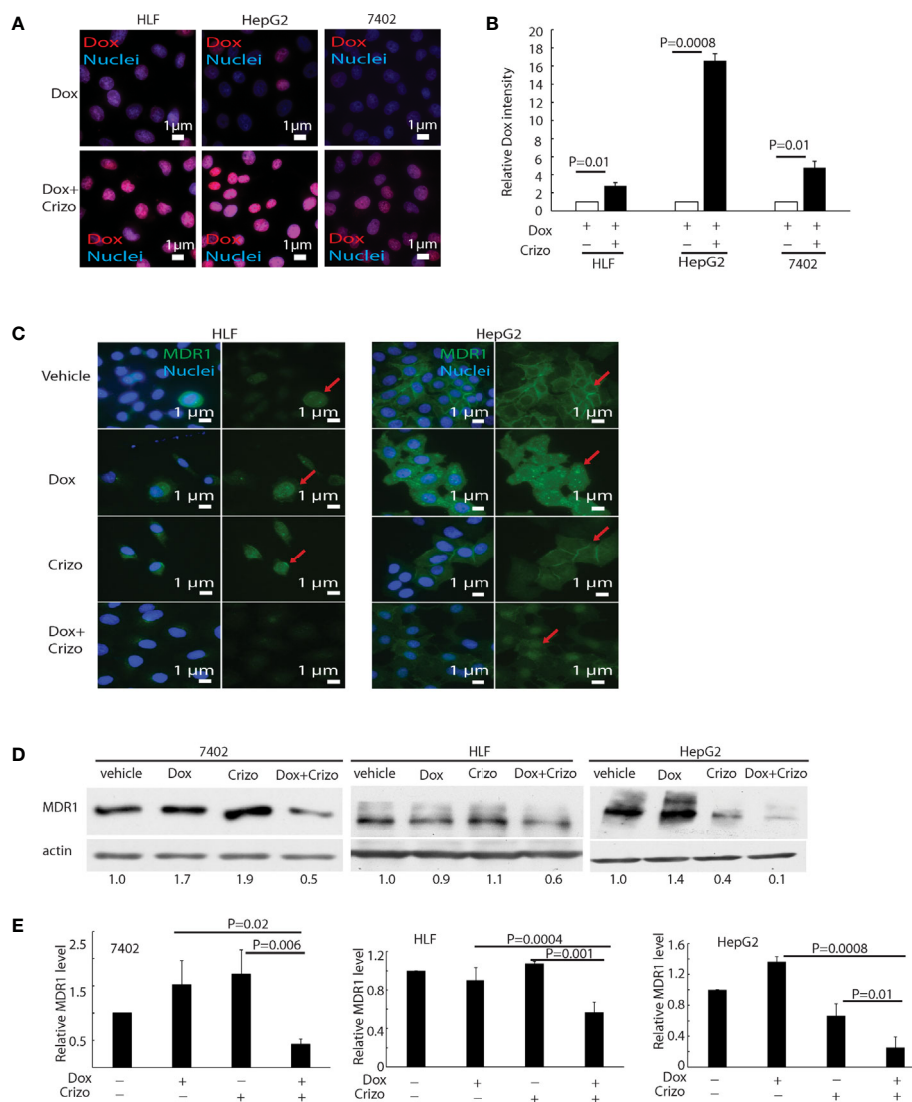 A
HLF HepG2 7402
Dox Dox Dox
Nuclei Nuclei Nuclei
Dox
1μm 1μm 1μm
Dox+
Crizo
Dox Dox Dox
Nuclei Nuclei Nuclei
1μm 1μm 1μm
B
Relative Dox intensity
20
18
16
14
12
10
8
6
4
2
0
P=0.01
P=0.0008
P=0.01
Dox + + + + + +
Crizo – + – + – +
HLF HepG2 7402
C
HLF HepG2
Vehicle
MDR1 MDR1
Nuclei Nuclei
1 μm 1 μm 1 μm 1 μm
Dox
1 μm 1 μm 1 μm 1 μm
Crizo
1 μm 1 μm 1 μm 1 μm
Dox+
Crizo
1 μm 1 μm 1 μm 1 μm
D
7402 HLF HepG2
vehicle Dox Crizo Dox+Crizo vehicle Dox Crizo Dox+Crizo vehicle Dox Crizo Dox+Crizo
MDR1
actin
1.0 1.7 1.9 0.5 1.0 0.9 1.1 0.6 1.0 1.4 0.4 0.1
E
Relative MDR1 level
2.5
1.5
0.5
0
7402
P=0.02
P=0.006
Dox – + – +
Crizo – – + +
Relative MDR1 level
1.2
0.8
0.4
0
HLF
P=0.0004
P=0.001
– + – +
– – + +
Relative MDR1 level
1.6
1.2
0.8
0.4
0
HepG2
P=0.0008
P=0.01
– + – +
– – + +